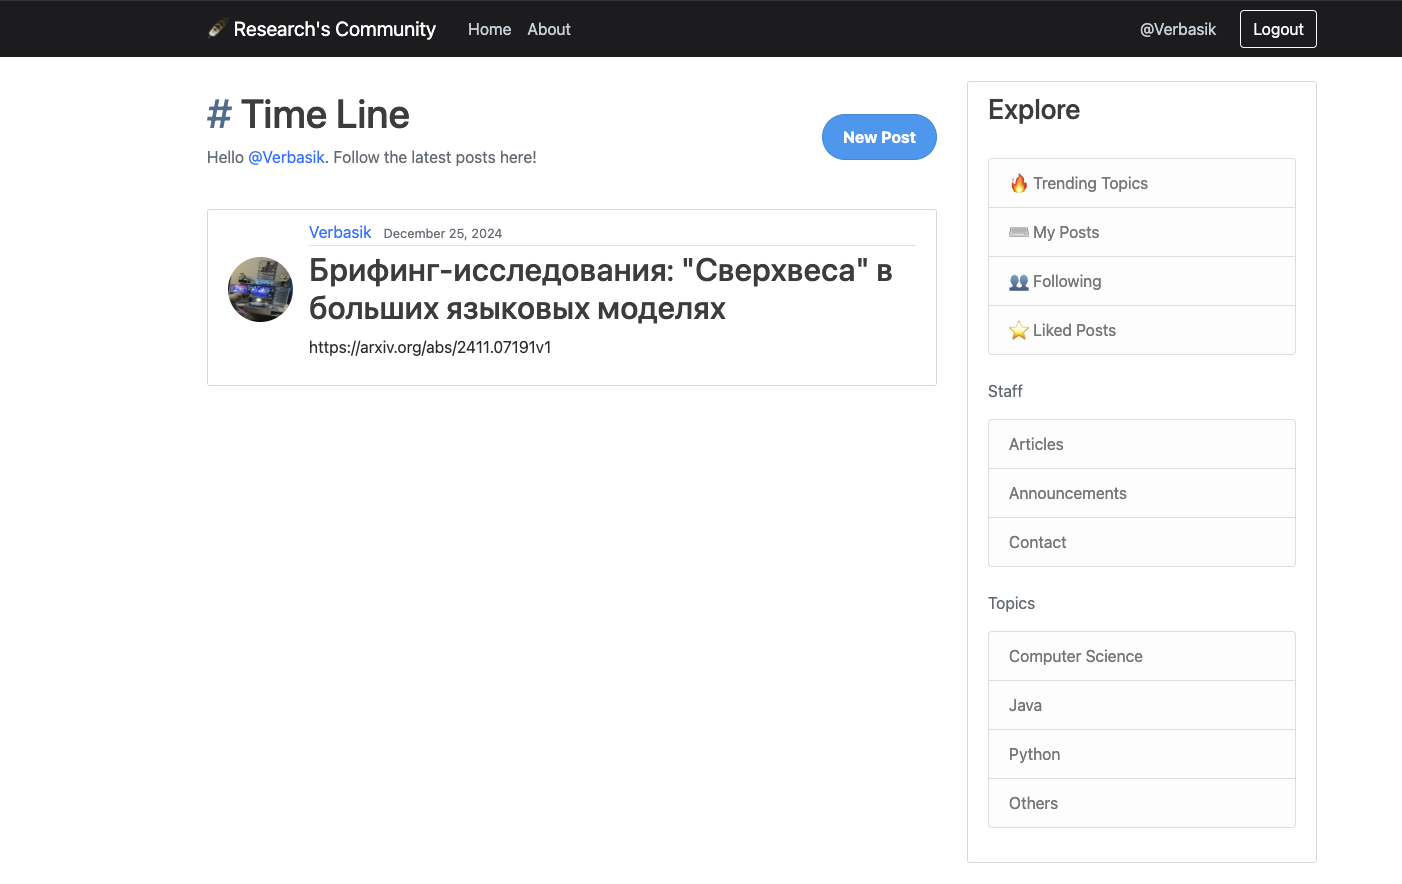 Research's Community Home About @Verbasik Logout
# Time Line
New Post
Hello @Verbasik. Follow the latest posts here!
Verbasik December 25, 2024
Брифинг-исследования: "Сверхвеса" в
больших языковых моделях
https://arxiv.org/abs/2411.07191v1
Explore
Trending Topics
My Posts
Following
Liked Posts
Staff
Articles
Announcements
Contact
Topics
Computer Science
Java
Python
Others